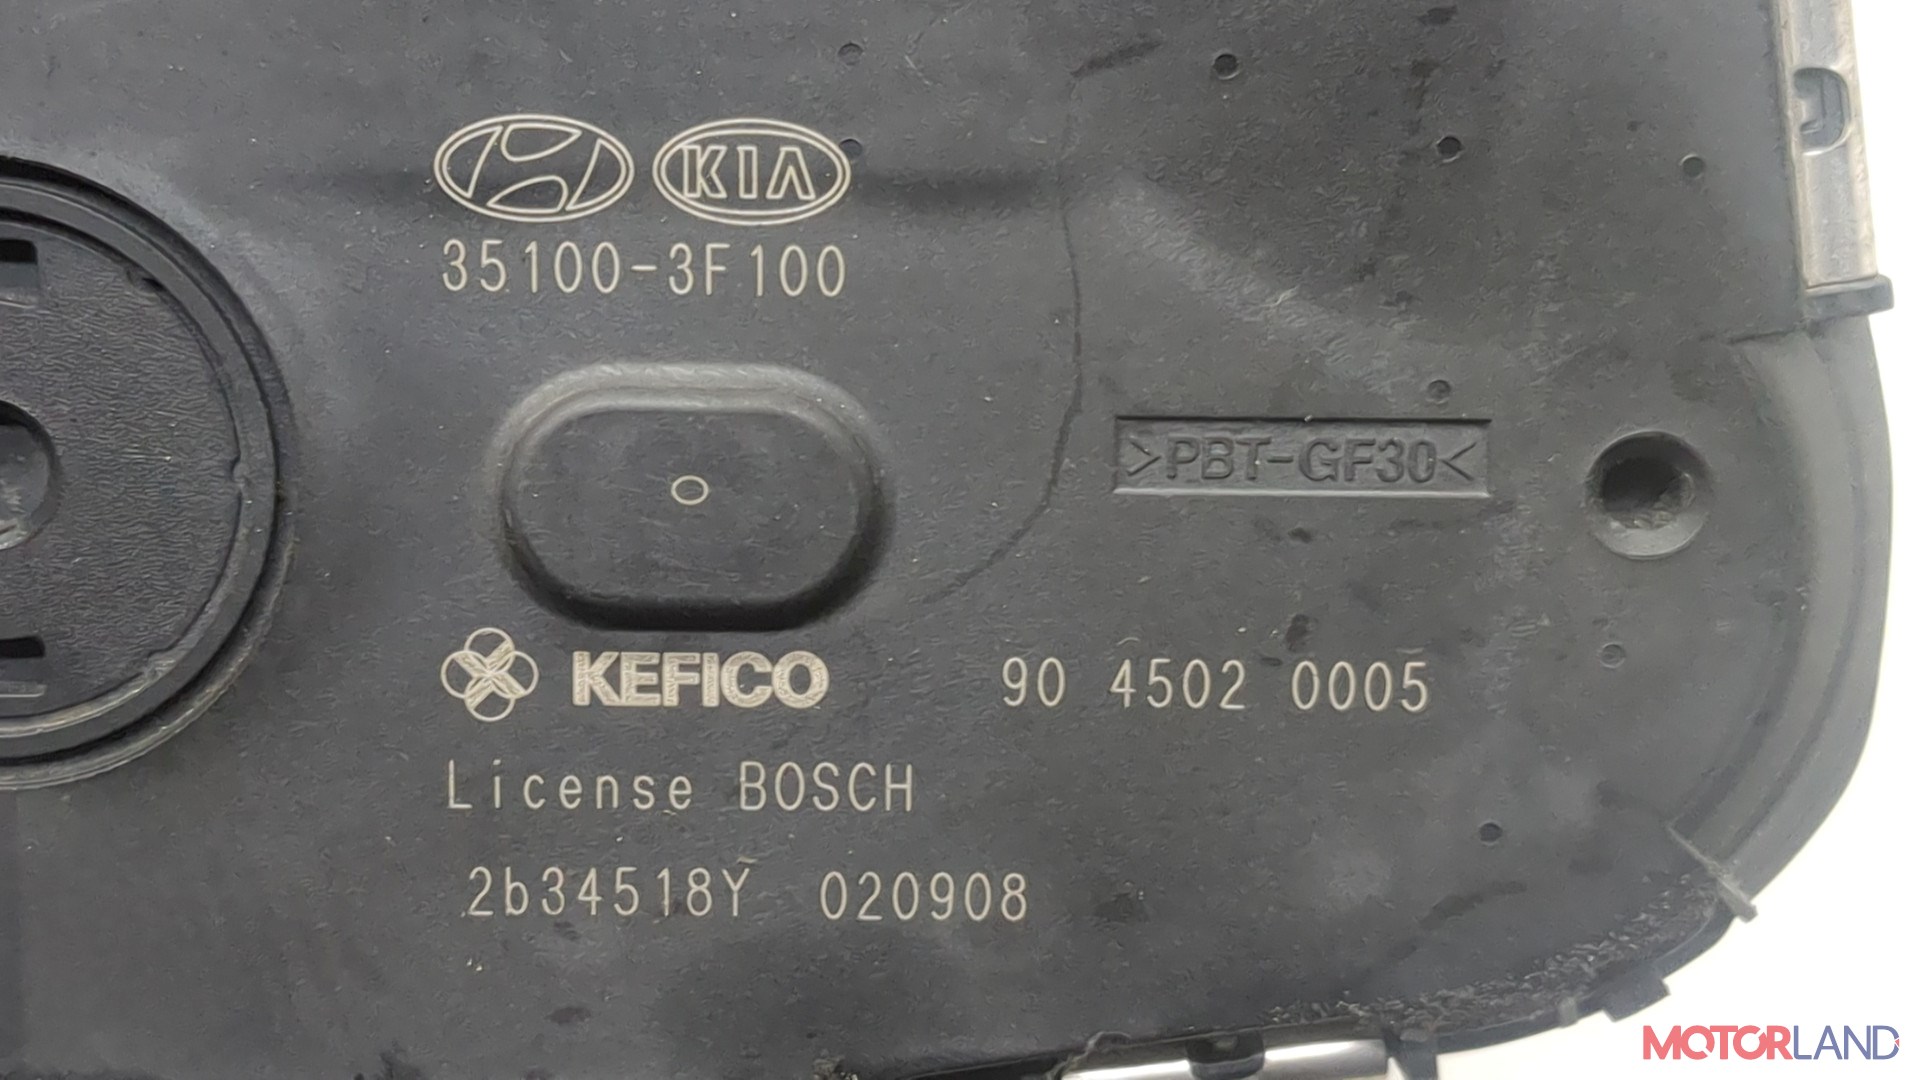 KIA
35100-3F100
>PBT-GF30<
KEFICO 90 4502 0005
License BOSCH
2b34518Y 020908
MOTORLAND